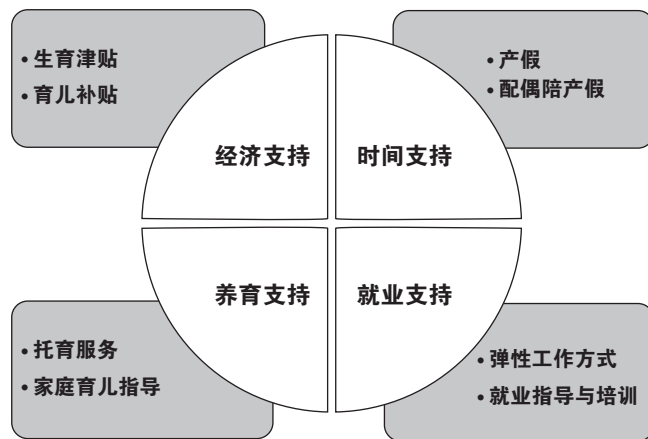 • 生育津贴
• 育儿补贴
• 产假
• 配偶陪产假
经济支持
时间支持
养育支持
就业支持
• 托育服务
• 家庭育儿指导
• 弹性工作方式
• 就业指导与培训